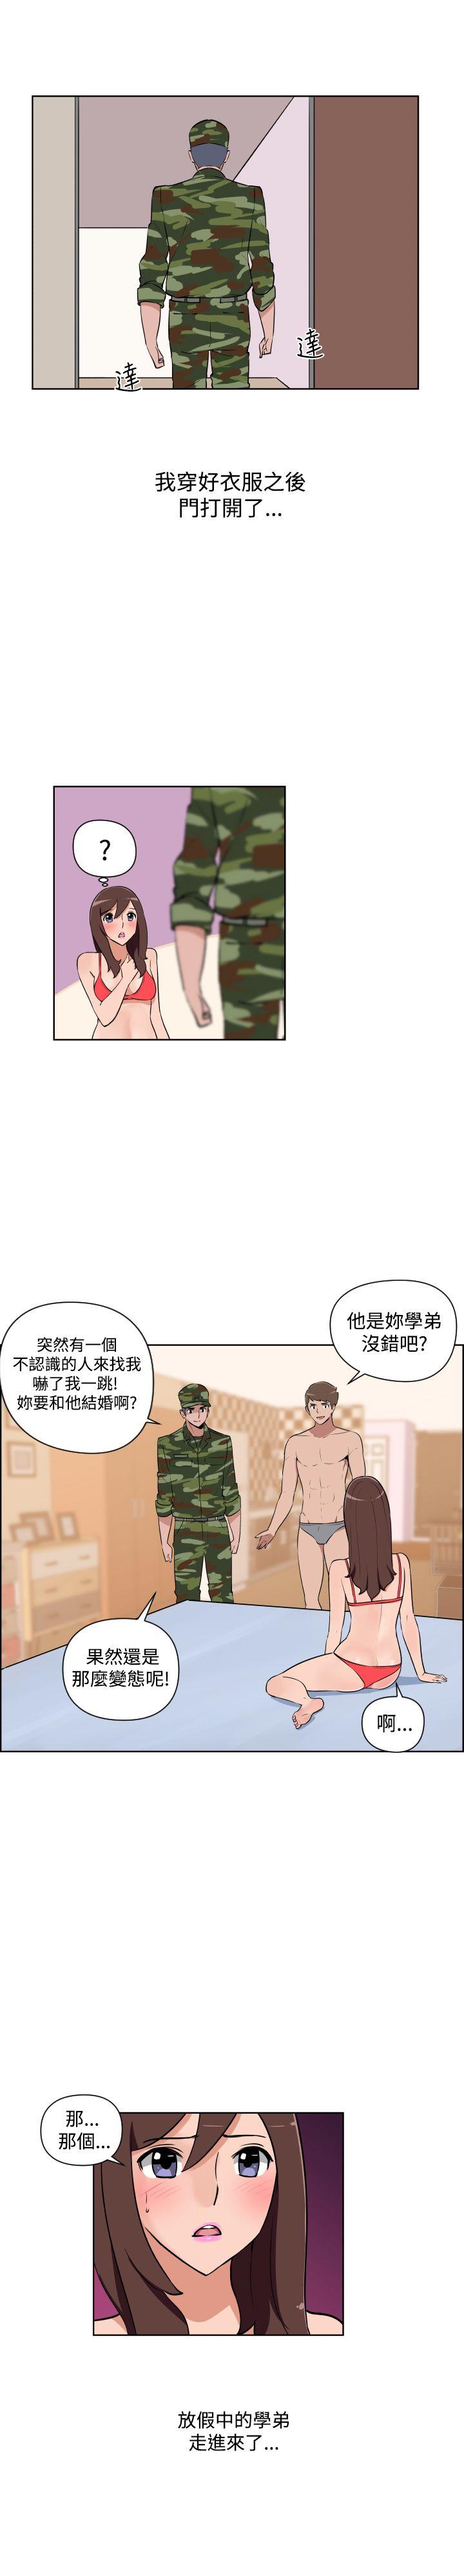 達
達
我穿好衣服之後
門打開了...
?
他是妳學弟
沒錯吧?
突然有一個
不認識的人來找我
嚇了我一跳!
妳要和他結婚啊?
果然還是
那麼變態呢!
啊...
那...
那個...
放假中的學弟
走進來了...